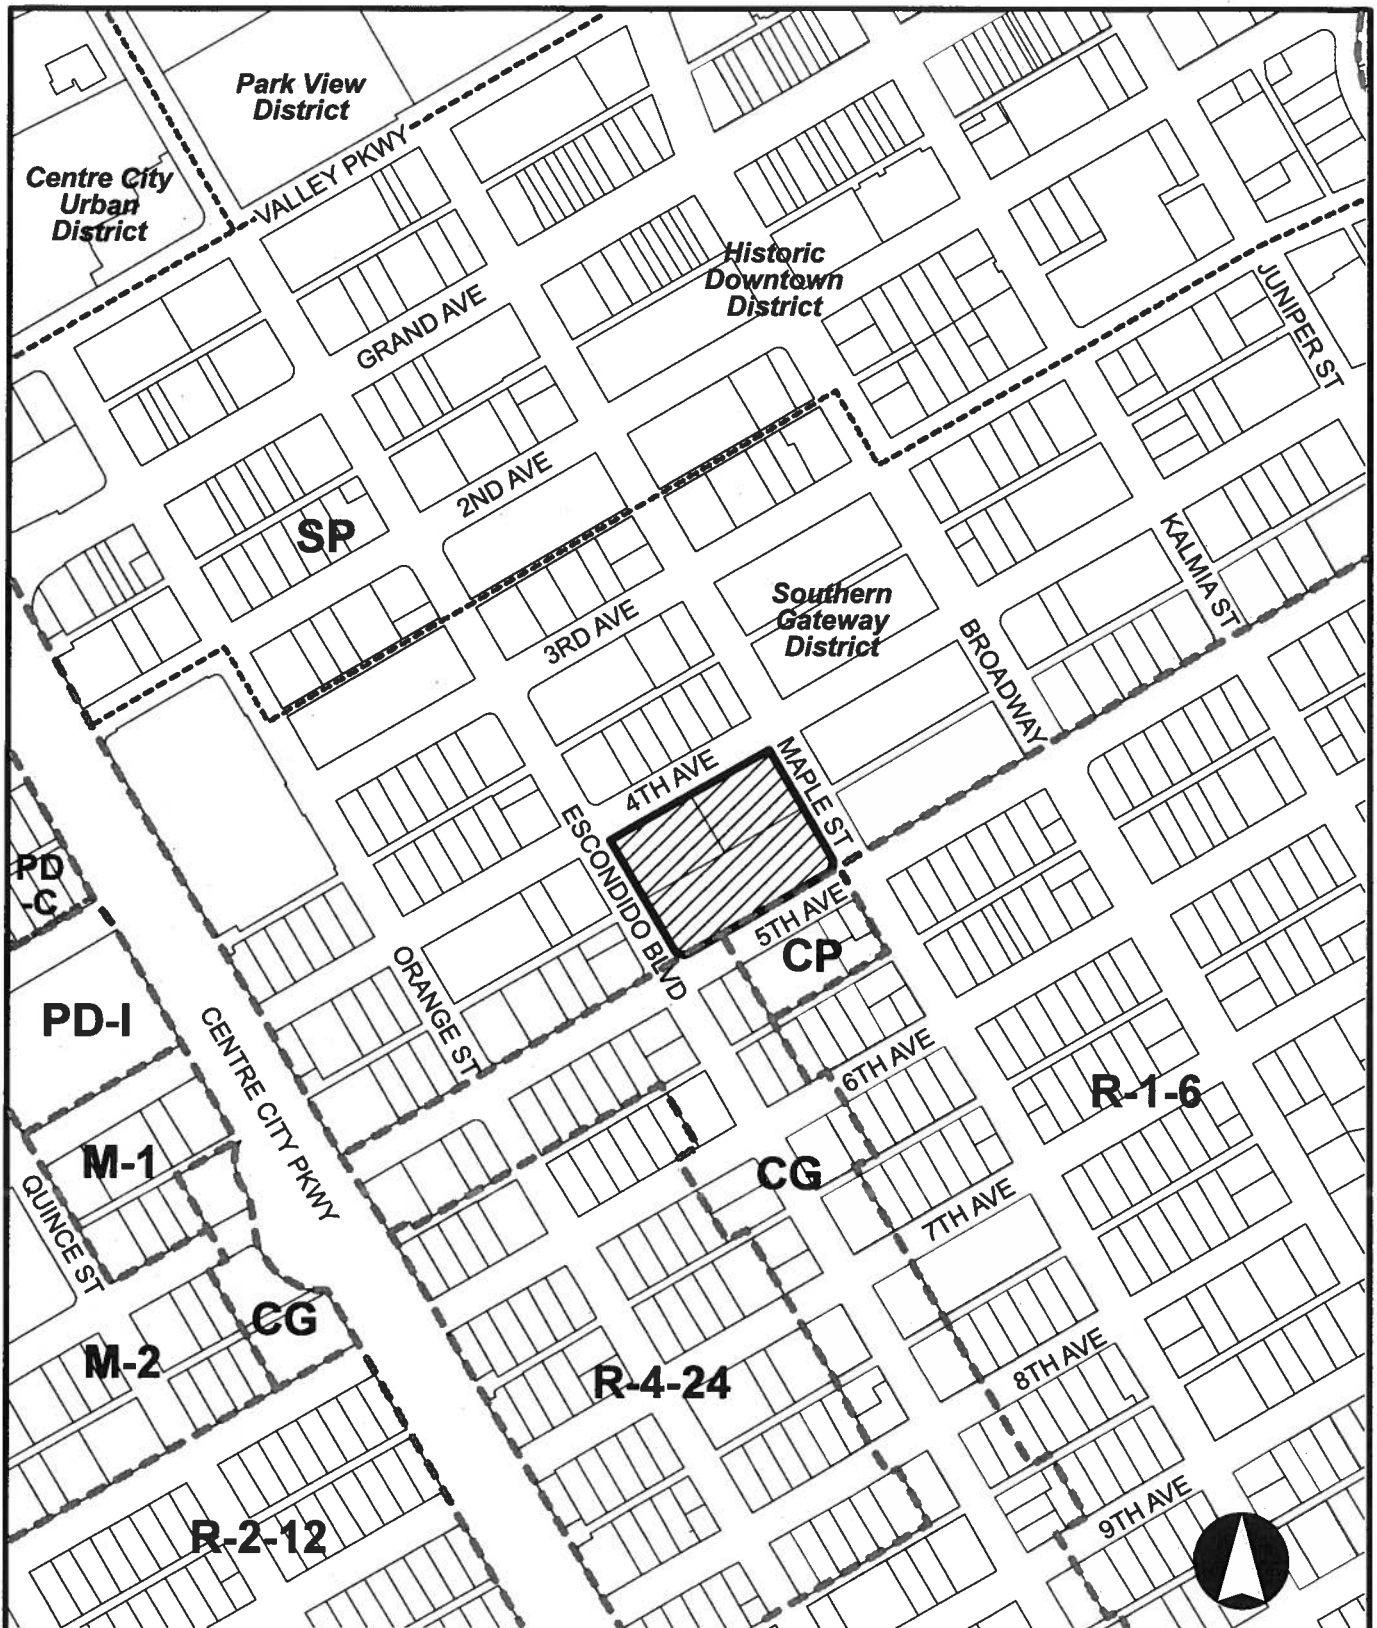 Park View
District
VALLEY PKWY
Centre City
Urban
District
Historic
Downtown
District
JUNIPER ST
GRAND AVE
2ND AVE
SP
KALMIA ST
Southern
Gateway
District
3RD AVE
BROADWAY
4TH AVE
MAPLE ST
ESCONDIDO BLVD
PD
-C
5TH AVE
CP
ORANGE ST
PD-I
CENTRE CITY PKWY
6TH AVE
R-1-6
M-1
CG
QUINCE ST
7TH AVE
CG
M-2
8TH AVE
R-4-24
9TH AVE
R-2-12